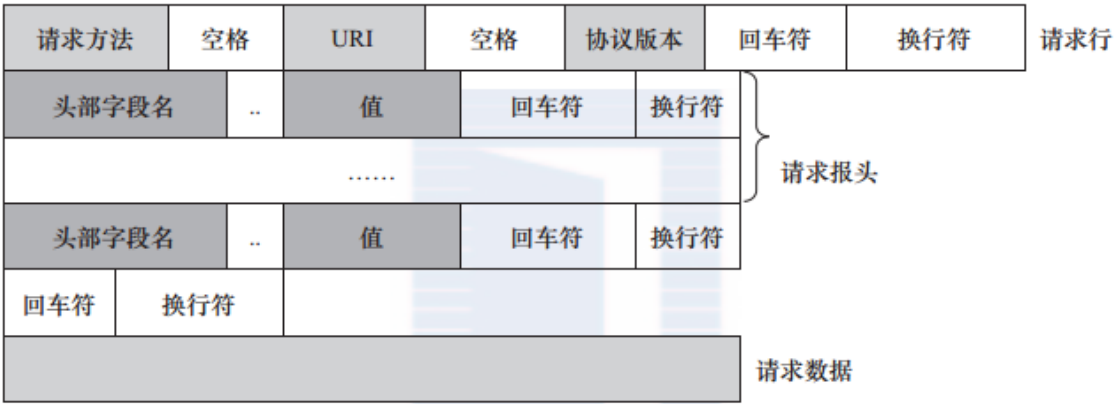 请求方法 空格 URI 空格 协议版本 回车符 换行符 请求行
头部字段名 .. 值 回车符 换行符
……
请求报头
头部字段名 .. 值 回车符 换行符
回车符 换行符
请求数据